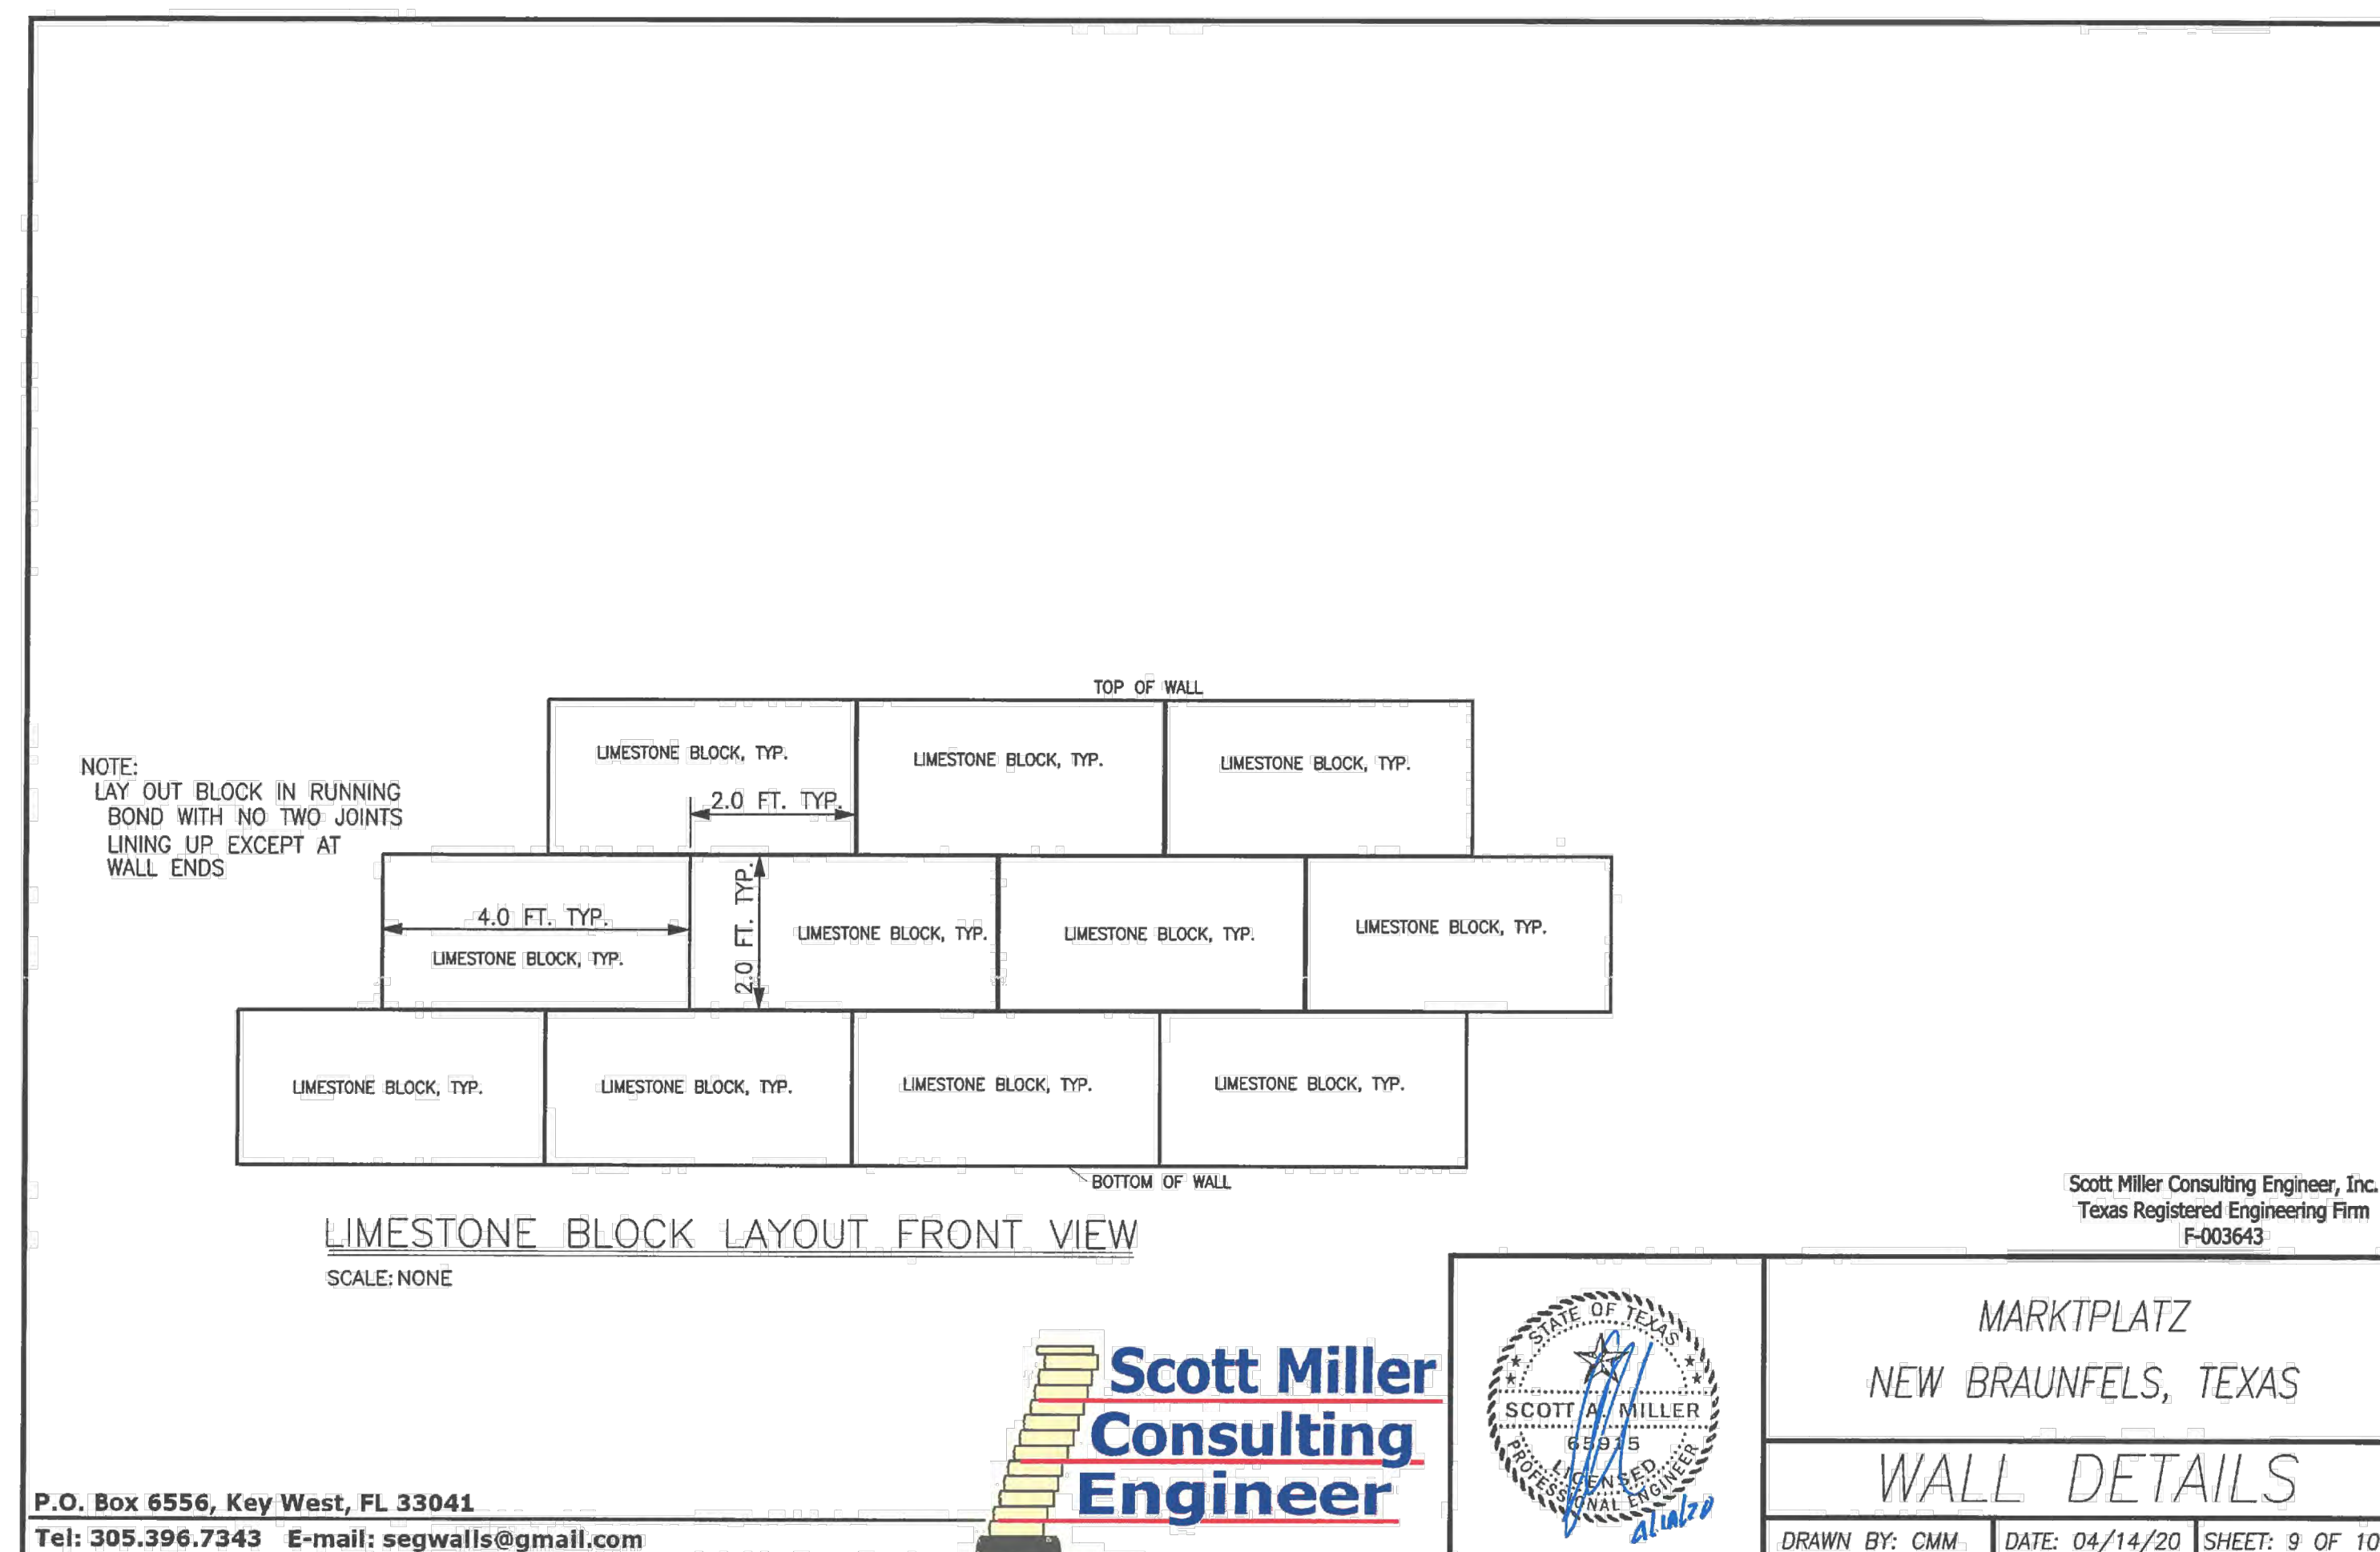 TOP OF WALL
NOTE:
LAY OUT BLOCK IN RUNNING
BOND WITH NO TWO JOINTS
LINING UP EXCEPT AT
WALL ENDS
LIMESTONE BLOCK, TYP.
LIMESTONE BLOCK, TYP.
LIMESTONE BLOCK, TYP.
2.0 FT. TYP.
4.0 FT. TYP.
LIMESTONE BLOCK, TYP.
2.0 FT. TYP.
LIMESTONE BLOCK, TYP.
LIMESTONE BLOCK, TYP.
LIMESTONE BLOCK, TYP.
LIMESTONE BLOCK, TYP.
LIMESTONE BLOCK, TYP.
LIMESTONE BLOCK, TYP.
LIMESTONE BLOCK, TYP.
BOTTOM OF WALL
LIMESTONE BLOCK LAYOUT FRONT VIEW
SCALE: NONE
Scott Miller Consulting Engineer, Inc.
Texas Registered Engineering Firm
F-003643
Scott Miller
Consulting
Engineer
P.O. Box 6556, Key West, FL 33041
Tel: 305.396.7343 E-mail: segwalls@gmail.com
STATE OF TEXAS
SCOTT A. MILLER
65915
LICENSED
PROFESSIONAL ENGINEER
MARKTPLATZ
NEW BRAUNFELS, TEXAS
WALL DETAILS
DRAWN BY: CMM
DATE: 04/14/20
SHEET: 9 OF 10